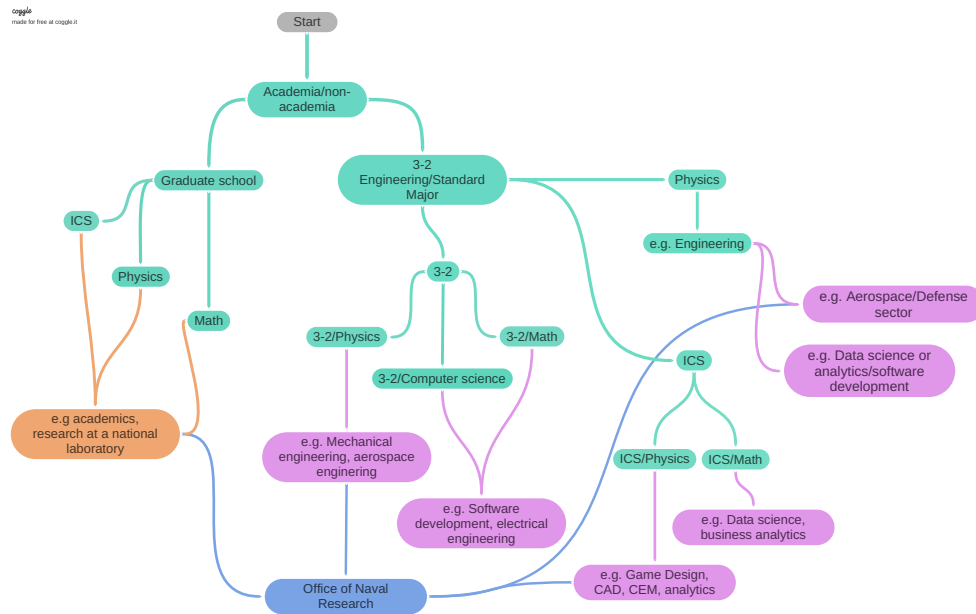 coggle
made for free at coggle.it
Start
Academia/non-
academia
3-2
Engineering/Standard
Major
Graduate school
Physics
ICS
e.g. Engineering
Physics
3-2
e.g. Aerospace/Defense
sector
Math
3-2/Physics
3-2/Math
e.g. Data science or
analytics/software
development
ICS
3-2/Computer science
e.g academics,
research at a national
laboratory
e.g. Mechanical
engineering, aerospace
enginering
ICS/Physics
ICS/Math
e.g. Software
development, electrical
engineering
e.g. Data science,
business analytics
e.g. Game Design,
CAD, CEM, analytics
Office of Naval
Research